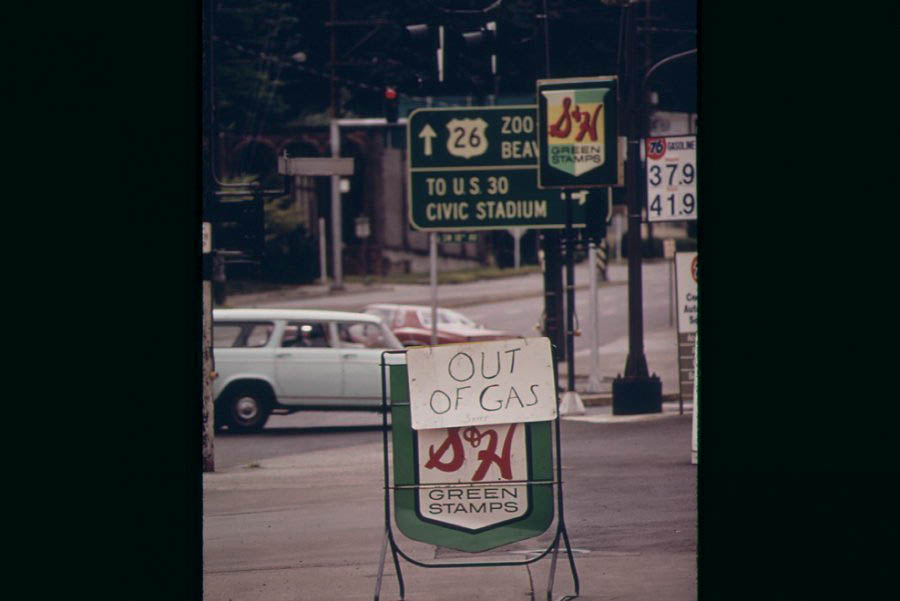 26
ZOO
BEAV
TO U.S. 30
CIVIC STADIUM
S&H
GREEN
STAMPS
76 GASOLINE
37.9
41.9
OUT
OF GAS
Sorry
S&H
GREEN
STAMPS